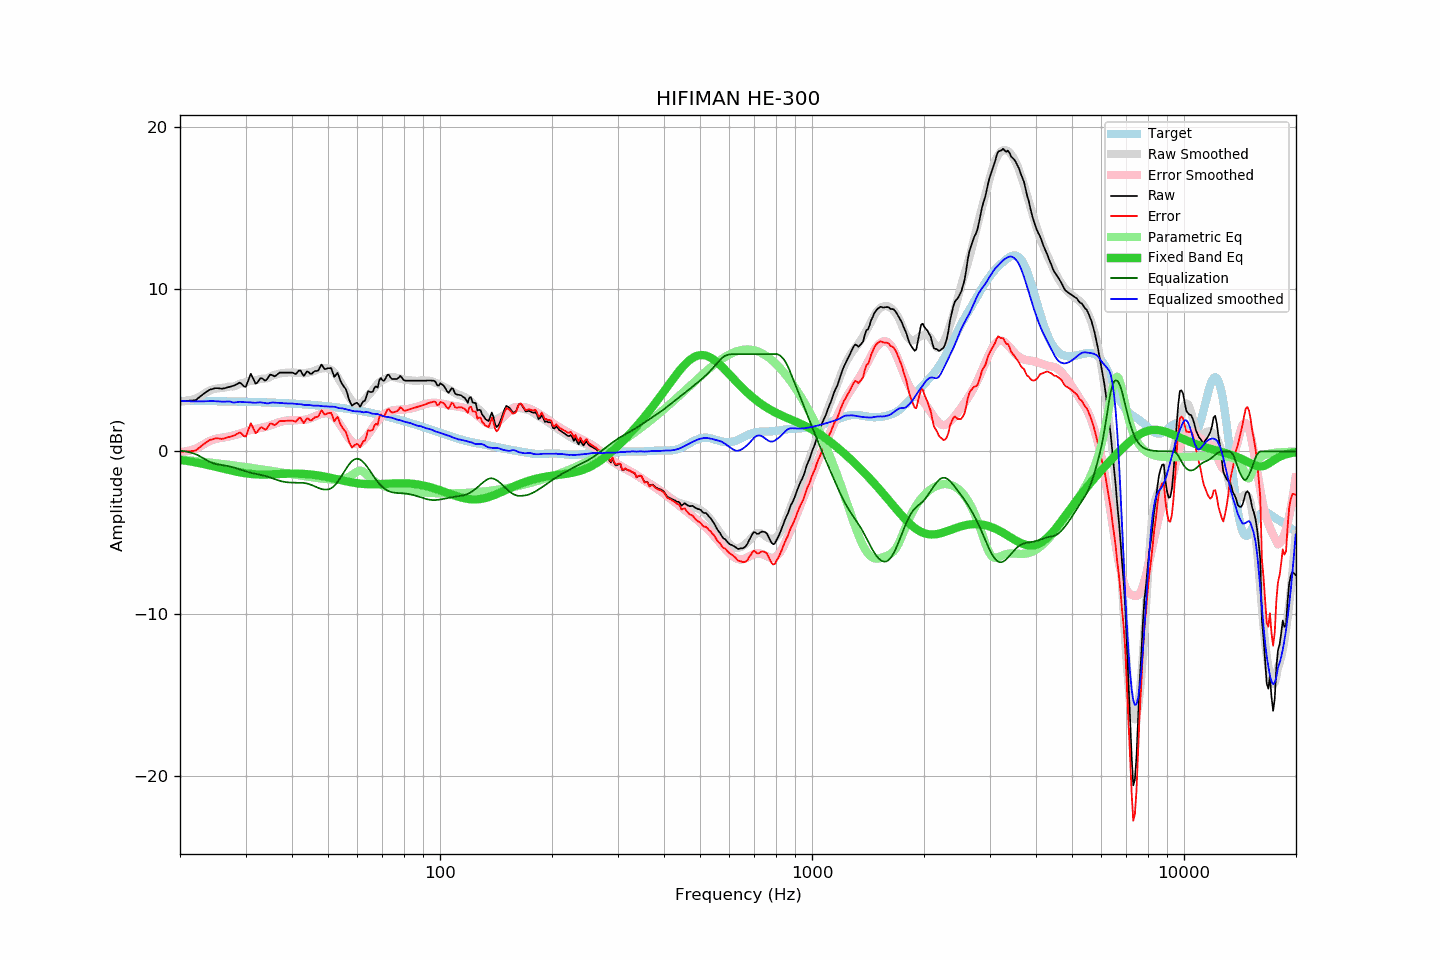 HIFIMAN HE-300
20
10
0
−10
−20
Amplitude (dBr)
Target
Raw Smoothed
Error Smoothed
Raw
Error
Parametric Eq
Fixed Band Eq
Equalization
Equalized smoothed
100
1000
10000
Frequency (Hz)